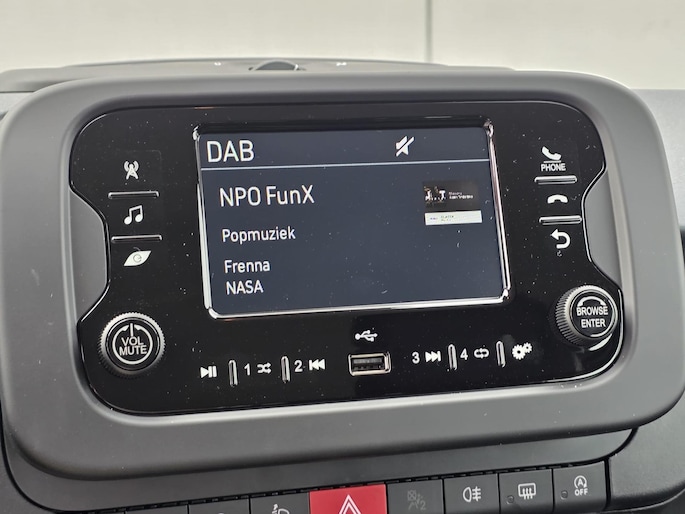 DAB
NPO FunX
Popmuziek
Frenna
NASA
PHONE
VOL
MUTE
BROWSE
ENTER
1
2
3
4
A
OFF